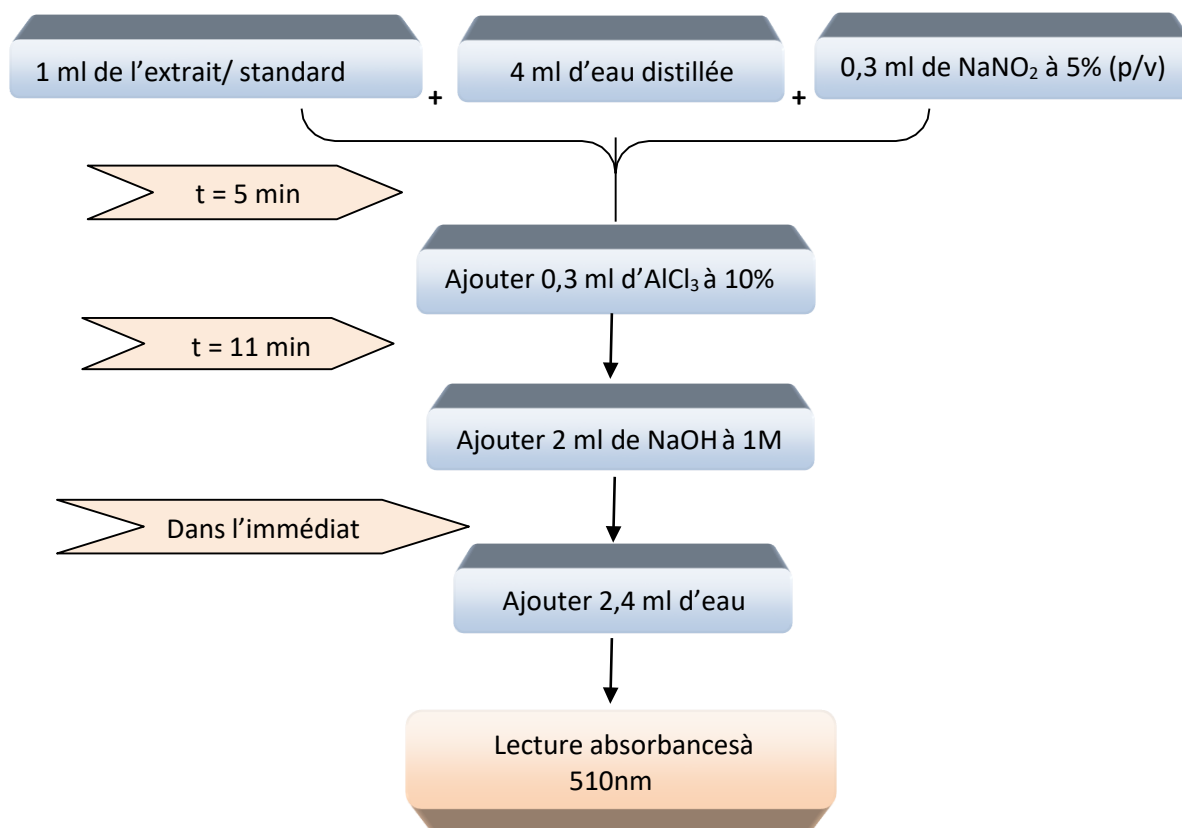 1 ml de l’extrait/ standard
+
4 ml d’eau distillée
+
0,3 ml de NaNO₂ à 5% (p/v)
t = 5 min
Ajouter 0,3 ml d’AlCl₃ à 10%
t = 11 min
Ajouter 2 ml de NaOH à 1M
Dans l’immédiat
Ajouter 2,4 ml d’eau
Lecture absorbancesà
510nm